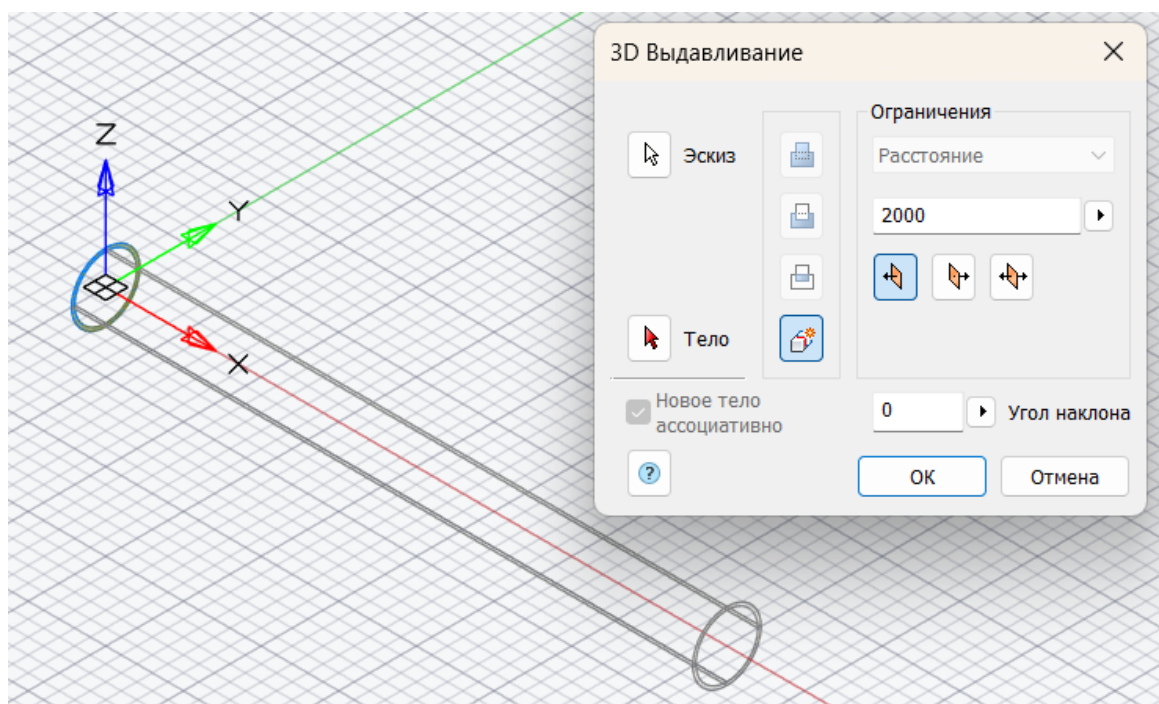 Z
Y
X
3D Выдавливание
Эскиз
Тело
Новое тело
ассоциативно
?
Ограничения
Расстояние
2000
0
Угол наклона
ОК
Отмена